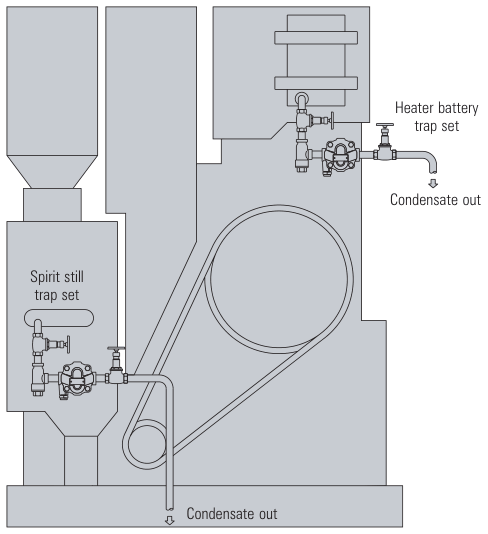 Heater battery
trap set
Condensate out
Spirit still
trap set
Condensate out